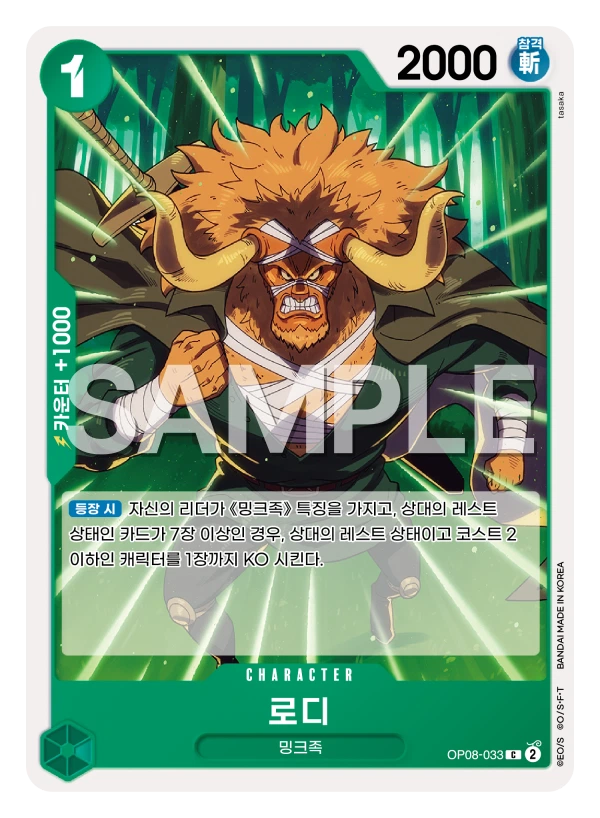 1
2000
참격
斬
tasaka
카운터 +1000
SAMPLE
등장 시 자신의 리더가 《밍크족》 특징을 가지고, 상대의 레스트
상태인 카드가 7장 이상인 경우, 상대의 레스트 상태이고 코스트 2
이하인 캐릭터를 1장까지 KO 시킨다.
CHARACTER
로디
밍크족
OP08-033 C 2
©EO/S ©O/S·F·T BANDAI MADE IN KOREA